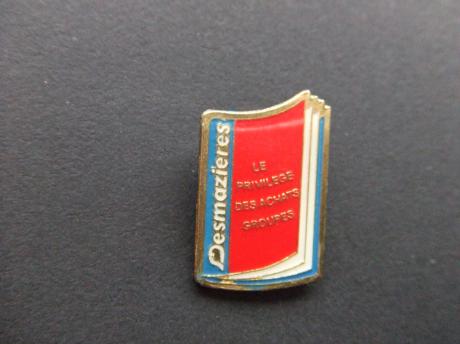 Desmazieres
LE
PRIVILEGE
DES ACHATS
GROUPES